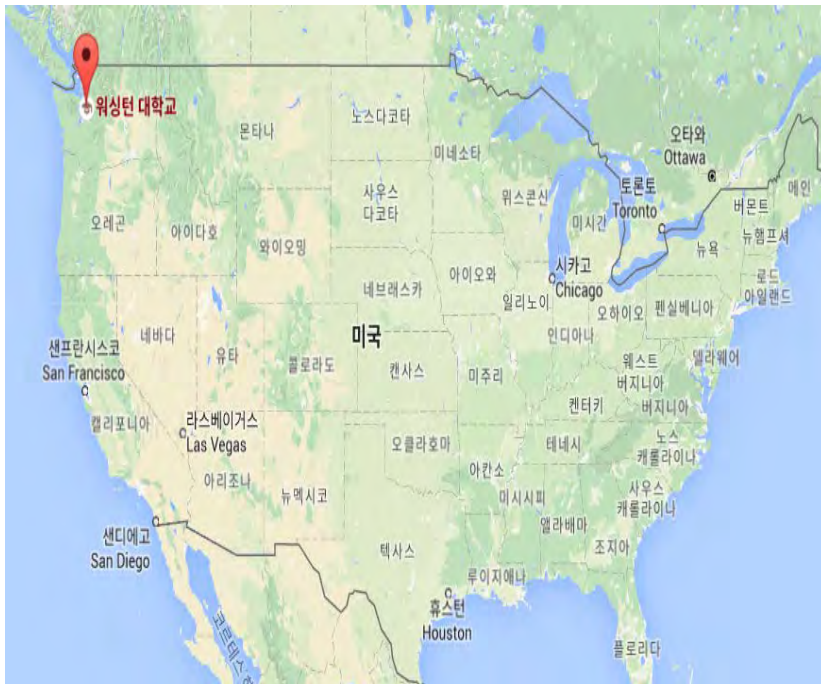 워싱턴 대학교
몬타나
노스다코타
미네소타
오타와
Ottawa
사우스
다코타
위스콘신
미시간
토론토
Toronto
버몬트
메인
오레곤
아이다호
와이오밍
뉴욕
뉴햄프셔
네브래스카
아이오와
시카고
Chicago
일리노이
인디아나
오하이오
펜실베니아
로드
아일랜드
샌프란시스코
San Francisco
네바다
유타
콜로라도
미국
캔사스
미주리
웨스트
버지니아
델라웨어
켄터키
버지니아
캘리포니아
라스베이거스
Las Vegas
아리조나
뉴멕시코
오클라호마
아칸소
테네시
노스
캐롤라이나
미시시피
앨라배마
사우스
캐롤라이나
조지아
샌디에고
San Diego
텍사스
루이지애나
휴스턴
Houston
플로리다
코르테스